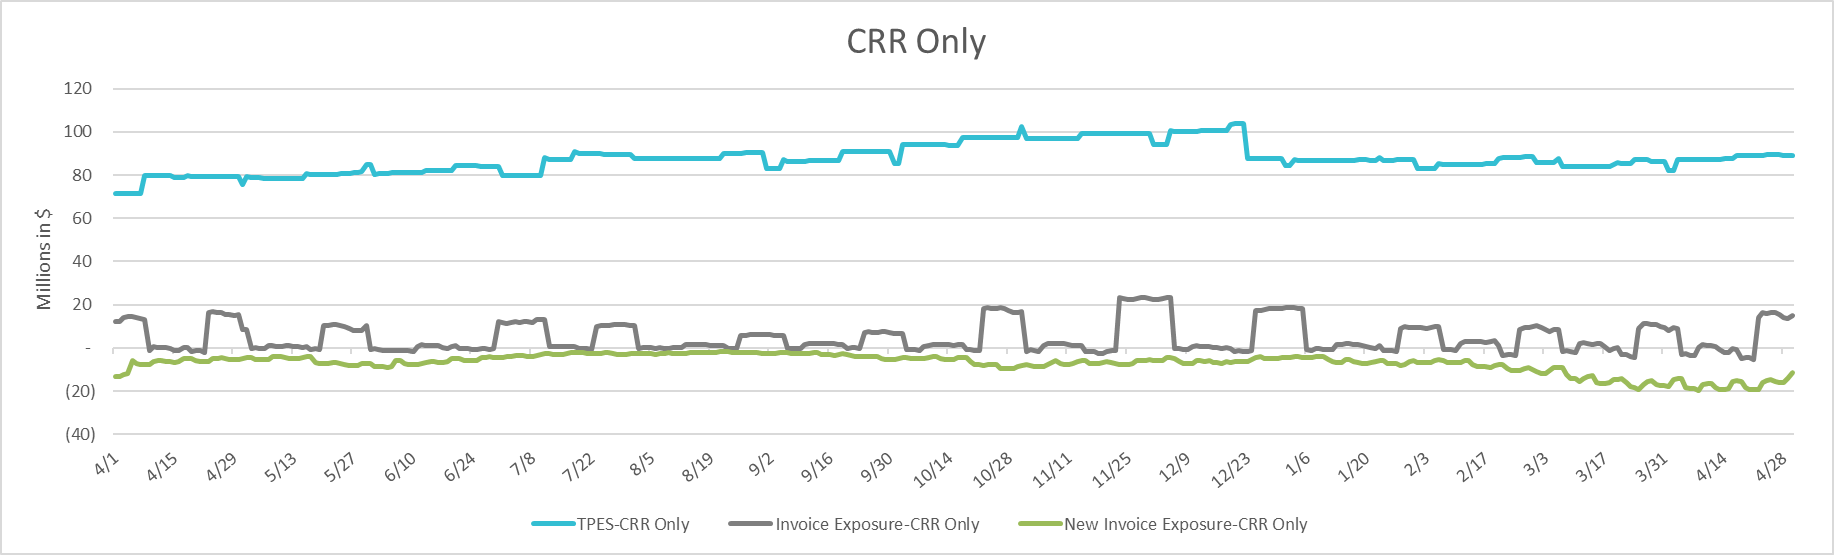 CRR Only
Millions in $
120
100
80
60
40
20
-
(20)
(40)
4/1 4/15 4/29 5/13 5/27 6/10 6/24 7/8 7/22 8/5 8/19 9/2 9/16 9/30 10/14 10/28 11/11 11/25 12/9 12/23 1/6 1/20 2/3 2/17 3/3 3/17 3/31 4/14 4/28
TPES-CRR Only Invoice Exposure-CRR Only New Invoice Exposure-CRR Only